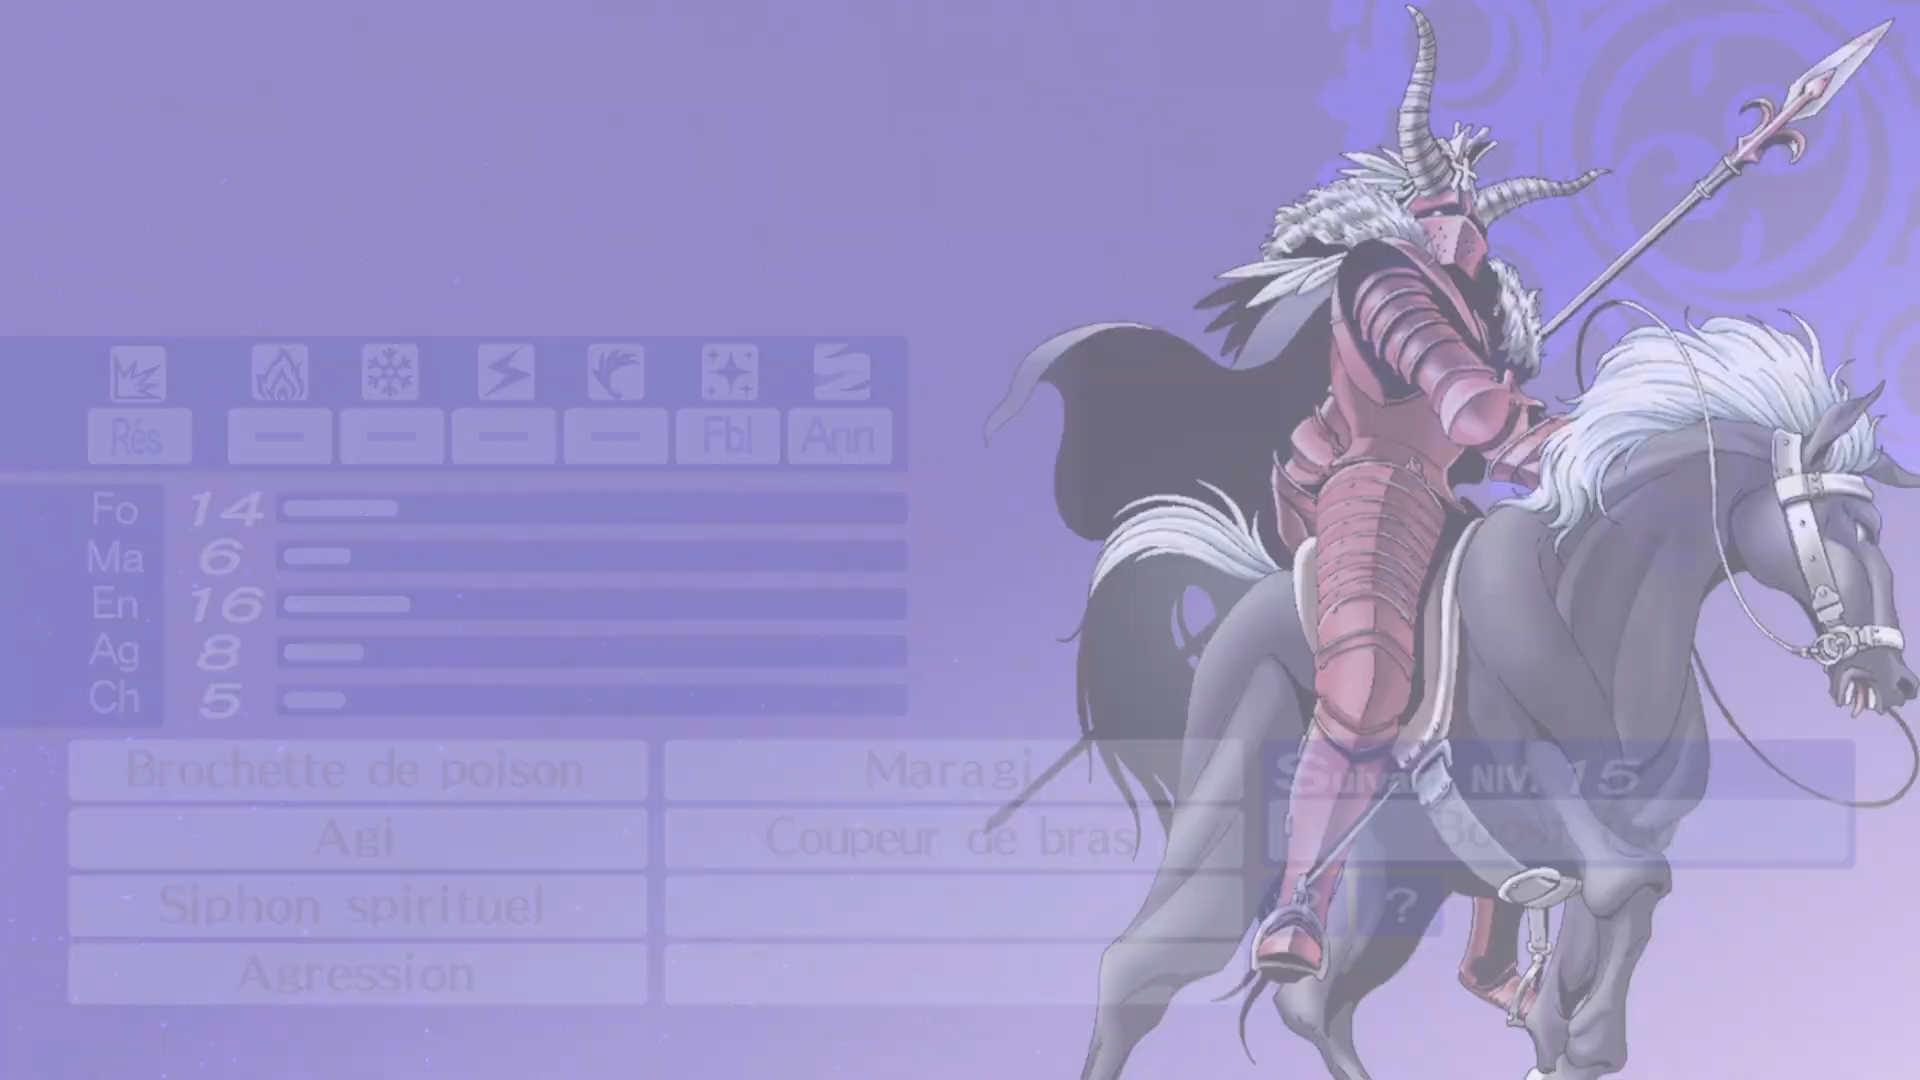 Rés — — — — Fbl Ann
Fo 14
Ma 6
En 16
Ag 8
Ch 5
Brochette de poison Maragi Suivant NIV. 15
Agi Coupeur de bras
Siphon spirituel ?
Agression